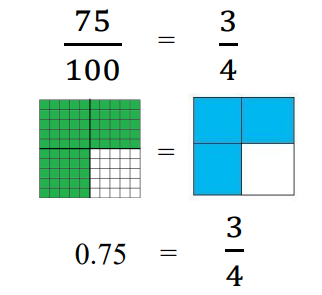 75/100 = 3/4
=
0.75 = 3/4